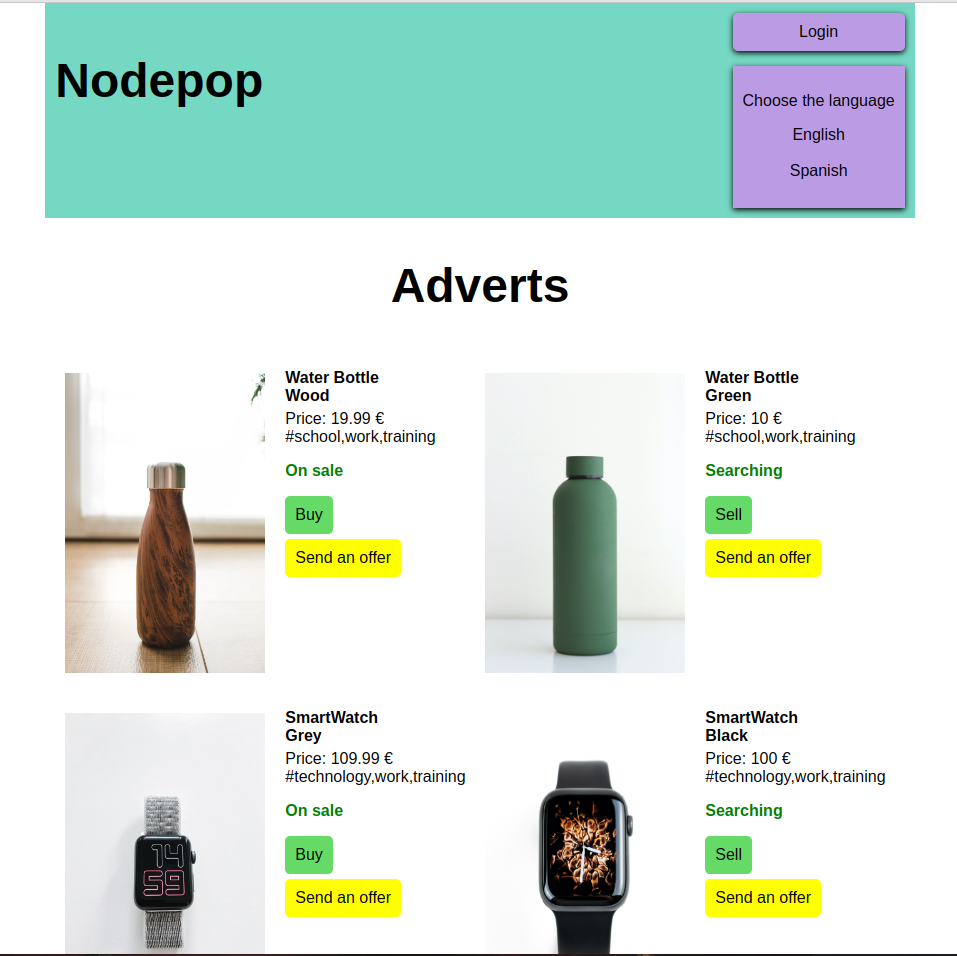 Nodepop
Login
Choose the language
English
Spanish
Adverts
Water Bottle
Wood
Price: 19.99 €
#school,work,training
On sale
Buy
Send an offer
Water Bottle
Green
Price: 10 €
#school,work,training
Searching
Sell
Send an offer
SmartWatch
Grey
Price: 109.99 €
#technology,work,training
On sale
Buy
Send an offer
14
59
SmartWatch
Black
Price: 100 €
#technology,work,training
Searching
Sell
Send an offer